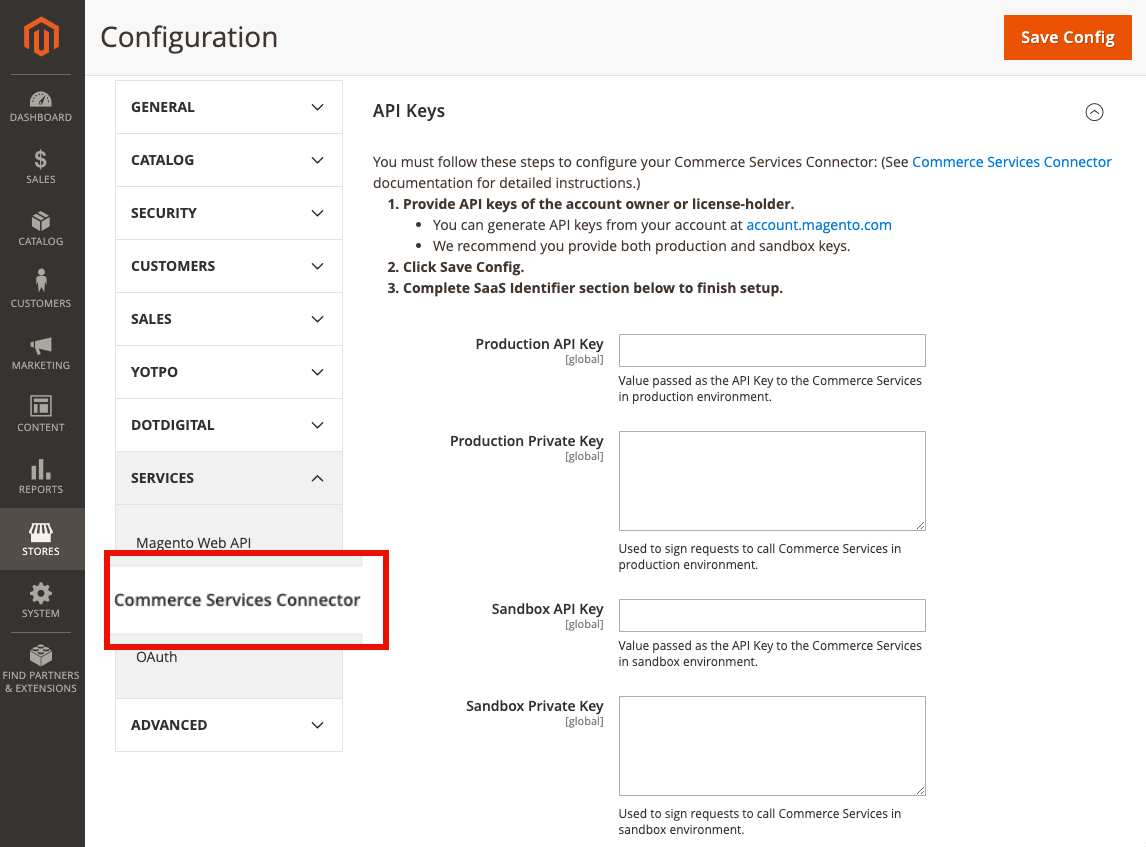 Configuration
Save Config
DASHBOARD
SALES
CATALOG
CUSTOMERS
MARKETING
CONTENT
REPORTS
STORES
SYSTEM
FIND PARTNERS
& EXTENSIONS
GENERAL
CATALOG
SECURITY
CUSTOMERS
SALES
YOTPO
DOTDIGITAL
SERVICES
Magento Web API
Commerce Services Connector
OAuth
ADVANCED
API Keys
You must follow these steps to configure your Commerce Services Connector: (See Commerce Services Connector
documentation for detailed instructions.)
1. Provide API keys of the account owner or license-holder.
• You can generate API keys from your account at account.magento.com
• We recommend you provide both production and sandbox keys.
2. Click Save Config.
3. Complete SaaS Identifier section below to finish setup.
Production API Key
[global]
Value passed as the API Key to the Commerce Services
in production environment.
Production Private Key
[global]
Used to sign requests to call Commerce Services in
production environment.
Sandbox API Key
[global]
Value passed as the API Key to the Commerce Services
in sandbox environment.
Sandbox Private Key
[global]
Used to sign requests to call Commerce Services in
sandbox environment.